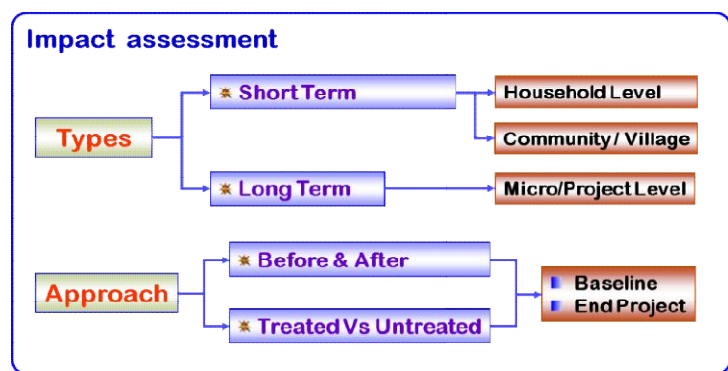 Impact assessment
Short Term
Household Level
Types
Community / Village
Long Term
Micro/Project Level
Before & After
Approach
Baseline
End Project
Treated Vs Untreated